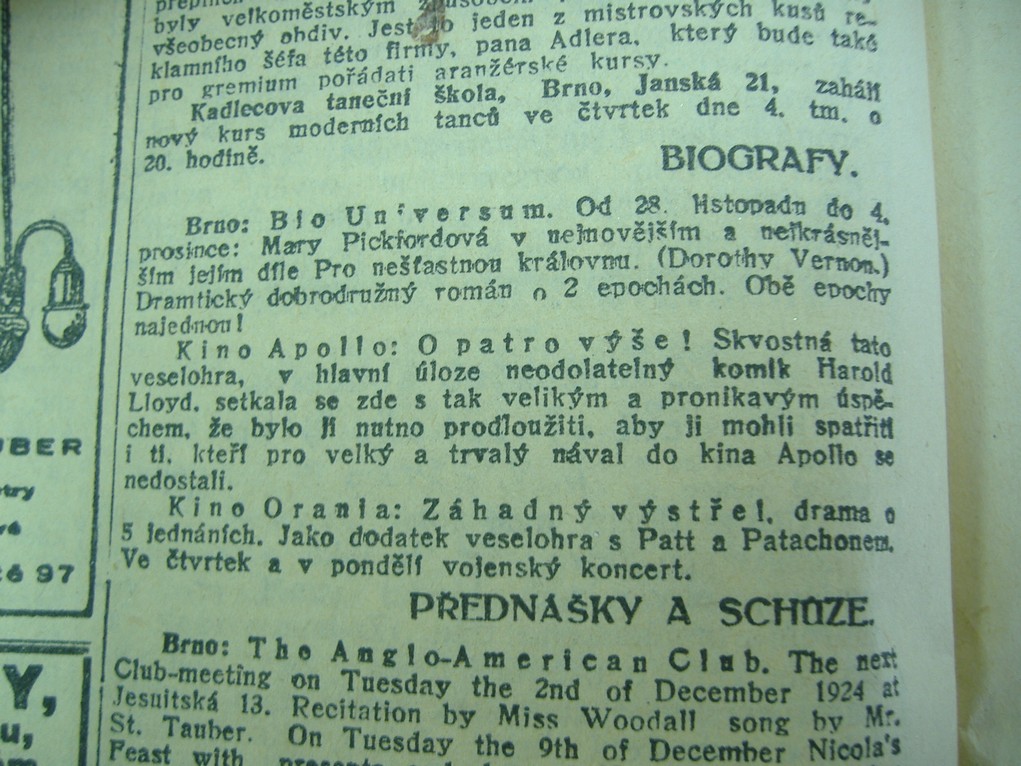 byly velkoměstským
všeobecný obdiv. Jest to jeden z mistrovských kusů re-
klamního šéfa této firmy, pana Adlera, který bude také
pro gremium pořádati aranžérské kursy.
Kadlecova taneční škola, Brno, Janská 21, zahájí
nový kurs moderních tanců ve čtvrtek dne 4. tm. o
20. hodině.
BIOGRAFY.
Brno: Bio Universum. Od 28. listopadu do 4.
prosince: Mary Pickfordová v nejnovějším a nejkrásněj-
ším jejím díle Pro nešťastnou královnu. (Dorothy Vernon.)
Dramtický dobrodružný román o 2 epochách. Obě epochy
najednou!
Kino Apollo: O patro výše! Skvostná tato
veselohra, v hlavní úloze neodolatelný komik Harold
Lloyd, setkala se zde s tak velikým a pronikavým úspě-
chem, že bylo ji nutno prodloužiti, aby ji mohli spatřiti
i ti, kteří pro velký a trvalý nával do kina Apollo se
nedostali.
Kino Orania: Záhadný výstřel, drama o
5 jednáních. Jako dodatek veselohra s Patt a Patachonem.
Ve čtvrtek a v pondělí vojenský koncert.
PŘEDNÁŠKY A SCHŮZE.
Brno: The Anglo-American Club. The next
Club-meeting on Tuesday the 2nd of December 1924 at
Jesuitská 13. Recitation by Miss Woodall song by Mr.
St. Tauber. On Tuesday the 9th of December Nicola's
Feast with presents
UBER
97
Y,
u,